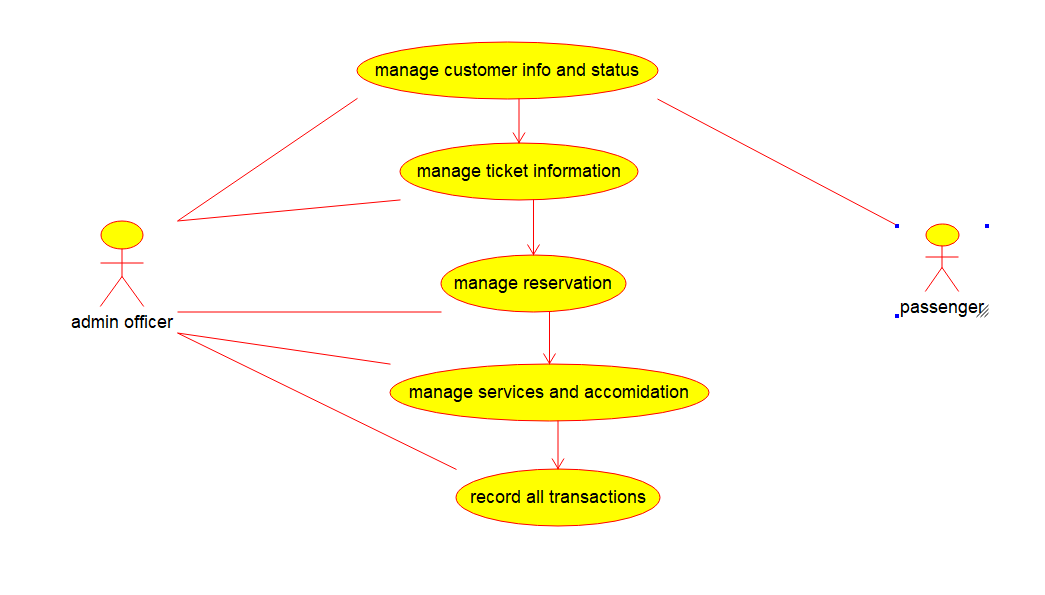 manage customer info and status
manage ticket information
manage reservation
admin officer
passenger
manage services and accomidation
record all transactions